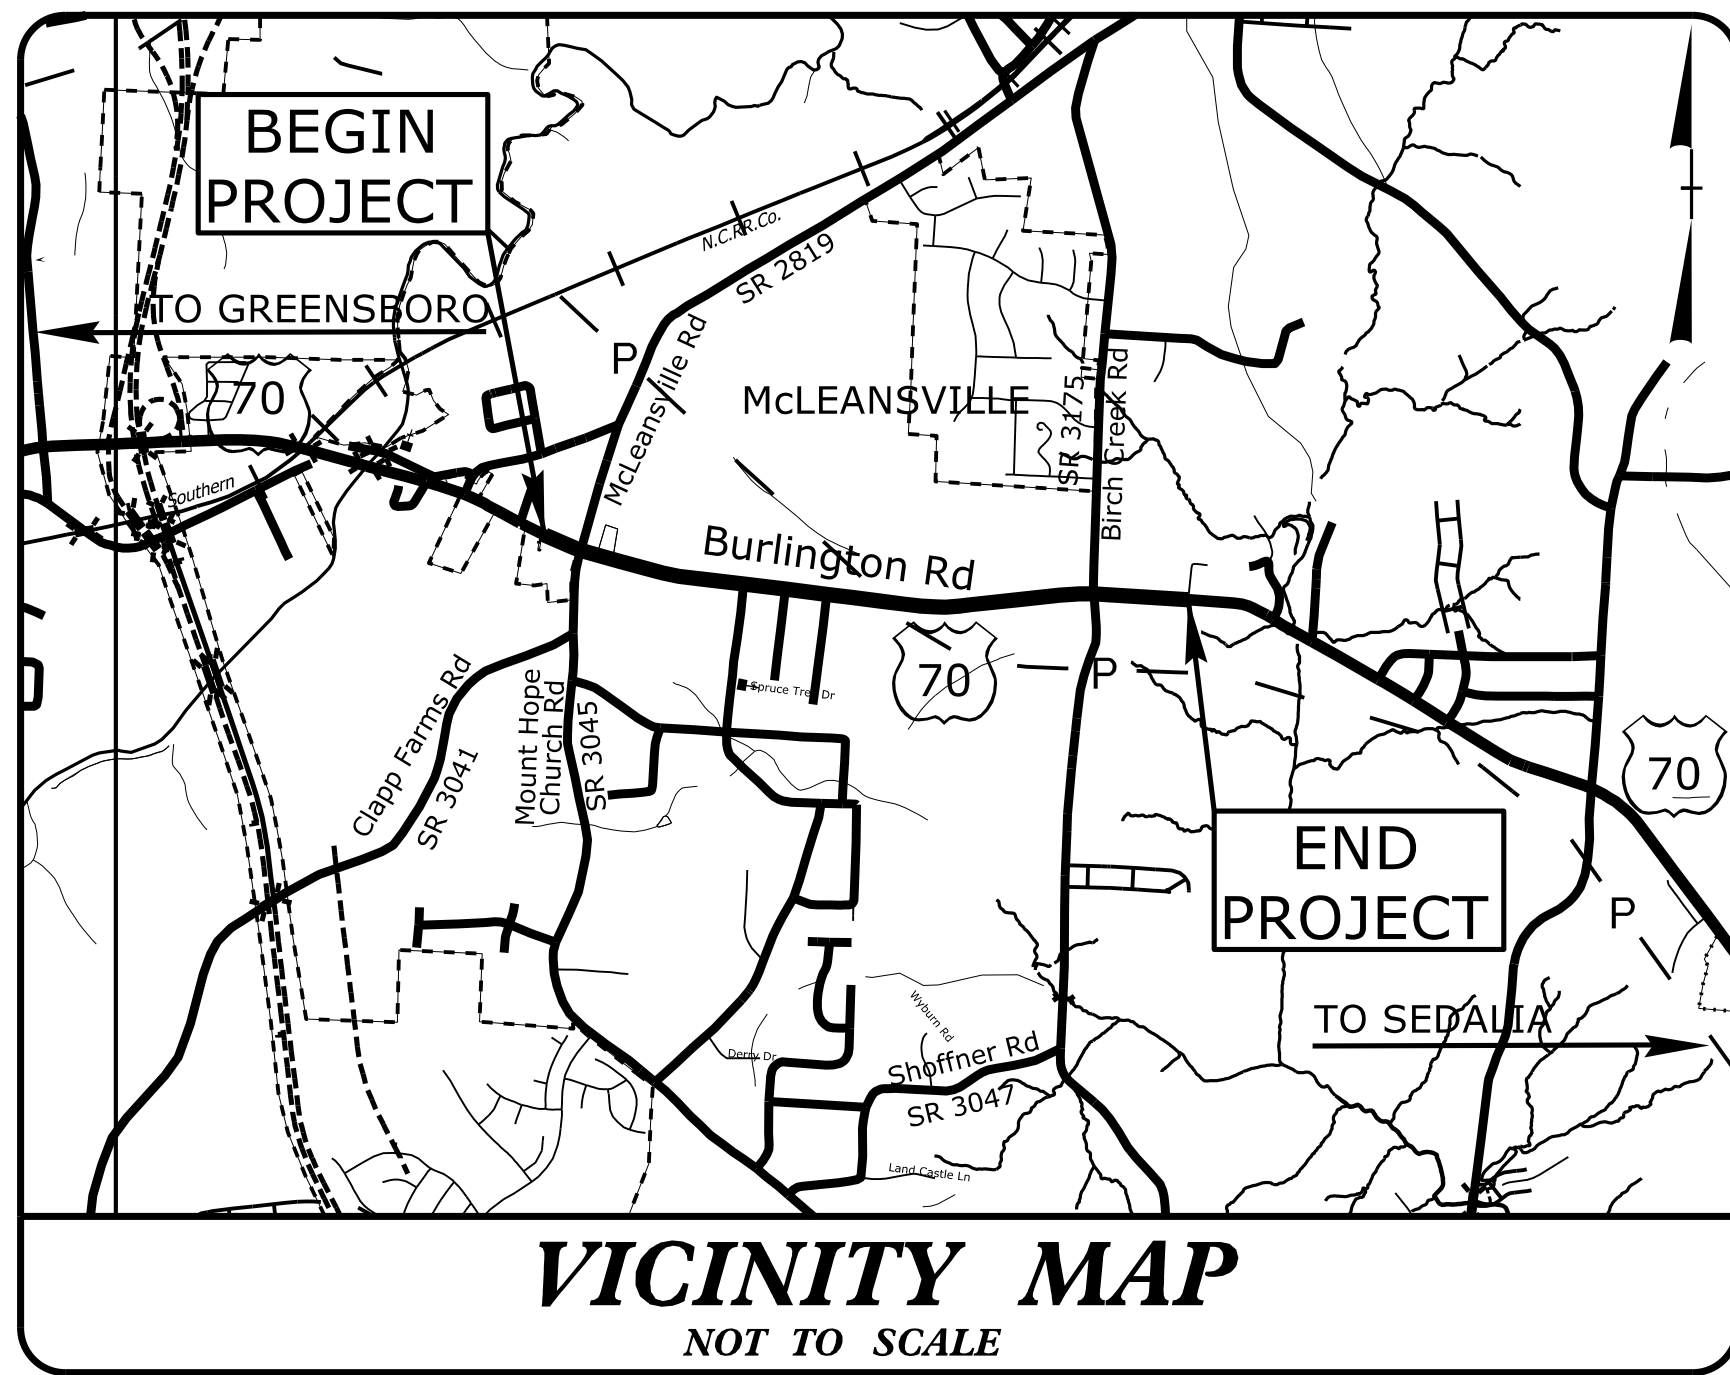 BEGIN
PROJECT
N.C.RR.Co.
SR 2819
TO GREENSBORO
McLeansville Rd
P
70
McLEANSVILLE
SR 3175
Birch Creek Rd
Southern
Burlington Rd
70
P
Spruce Tree Dr
Clapp Farms Rd
SR 3041
Mount Hope
Church Rd
SR 3045
70
END
PROJECT
P
Wyburn Rd
TO SEDALIA
Derry Dr
Shoffner Rd
SR 3047
Land Castle Ln
VICINITY MAP
NOT TO SCALE